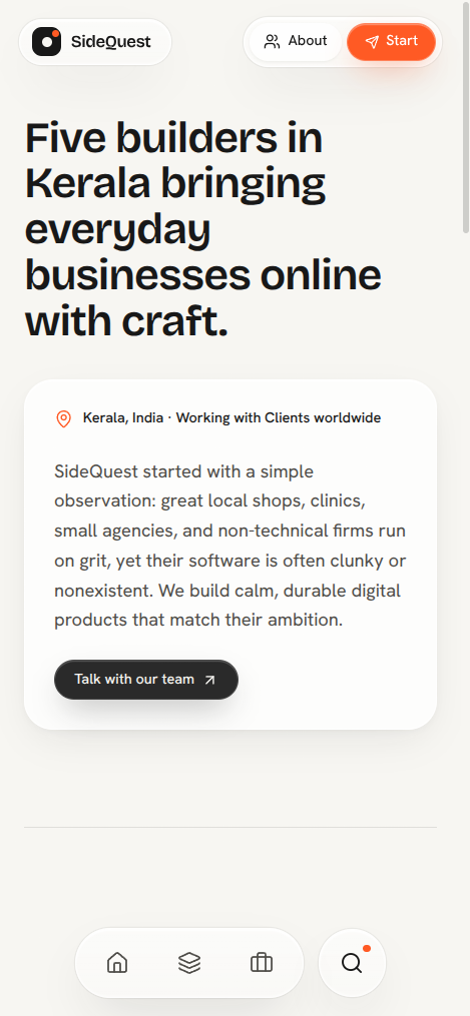 SideQuest
About
Start
Five builders in
Kerala bringing
everyday
businesses online
with craft.
Kerala, India · Working with Clients worldwide
SideQuest started with a simple
observation: great local shops, clinics,
small agencies, and non-technical firms run
on grit, yet their software is often clunky or
nonexistent. We build calm, durable digital
products that match their ambition.
Talk with our team